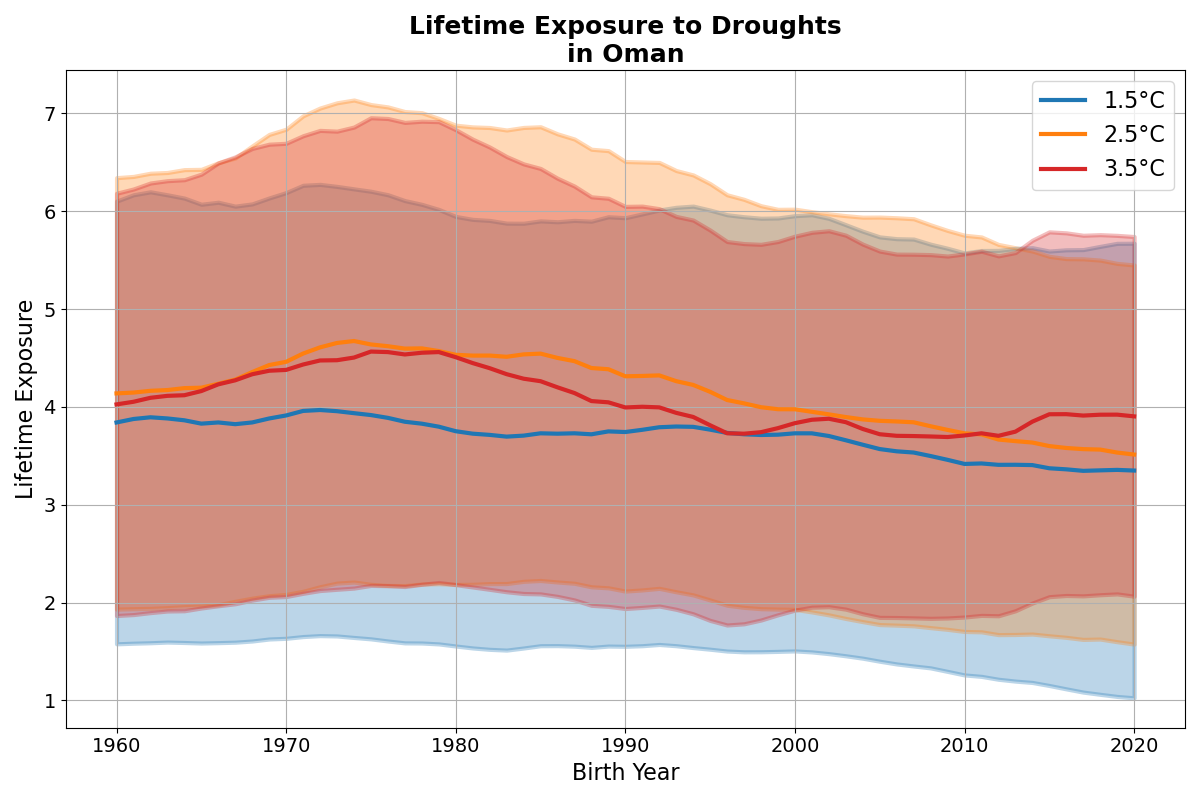 Lifetime Exposure to Droughts
in Oman
1.5°C
2.5°C
3.5°C
Lifetime Exposure
7
6
5
4
3
2
1
1960
1970
1980
1990
2000
2010
2020
Birth Year